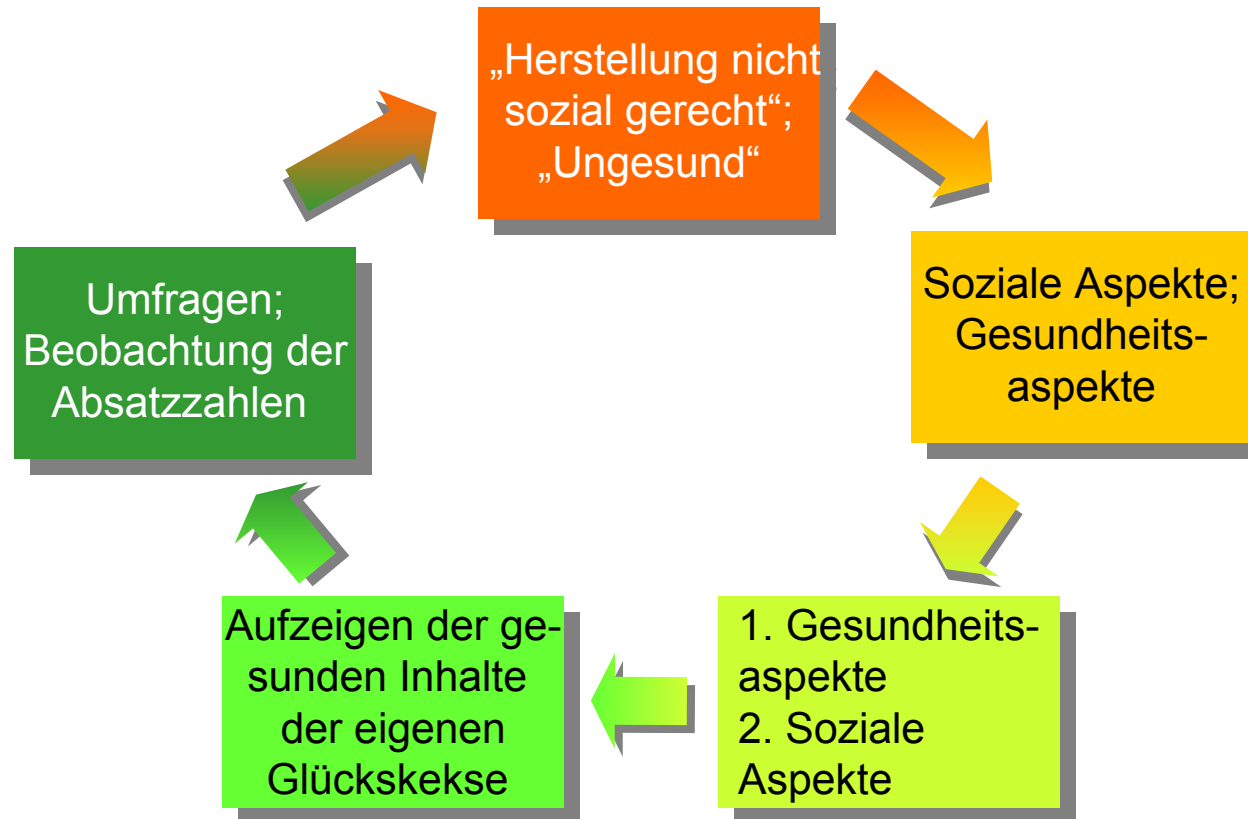 „Herstellung nicht
sozial gerecht“;
„Ungesund“
Soziale Aspekte;
Gesundheits-
aspekte
1. Gesundheits-
aspekte
2. Soziale
Aspekte
Aufzeigen der ge-
sunden Inhalte
der eigenen
Glückskekse
Umfragen;
Beobachtung der
Absatzzahlen